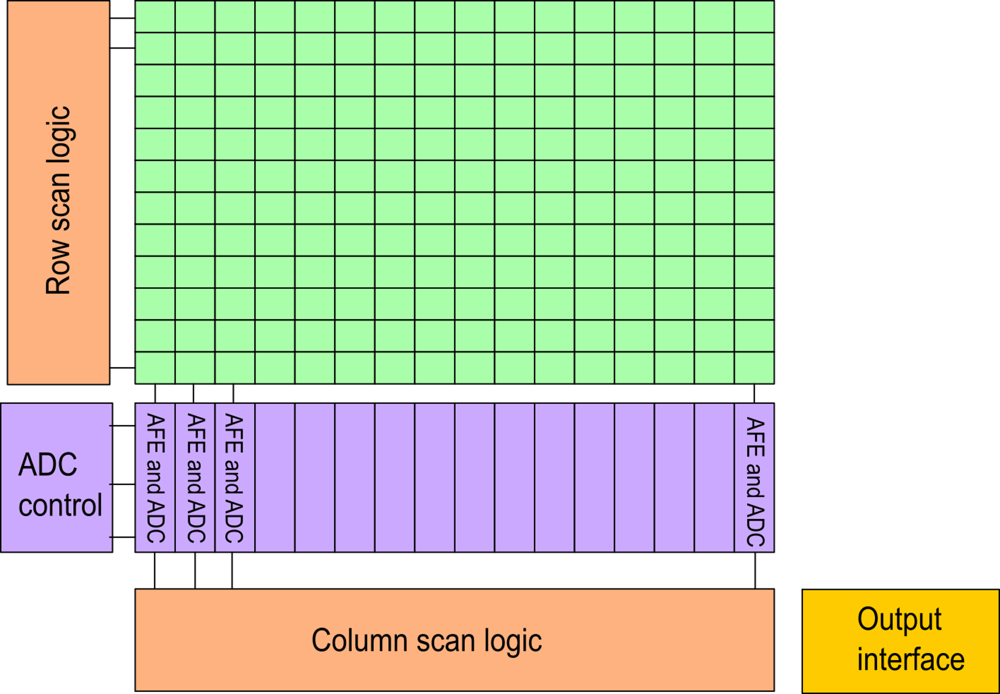 Row scan logic
ADC
control
AFE and ADC
AFE and ADC
AFE and ADC
AFE and ADC
Column scan logic
Output
interface